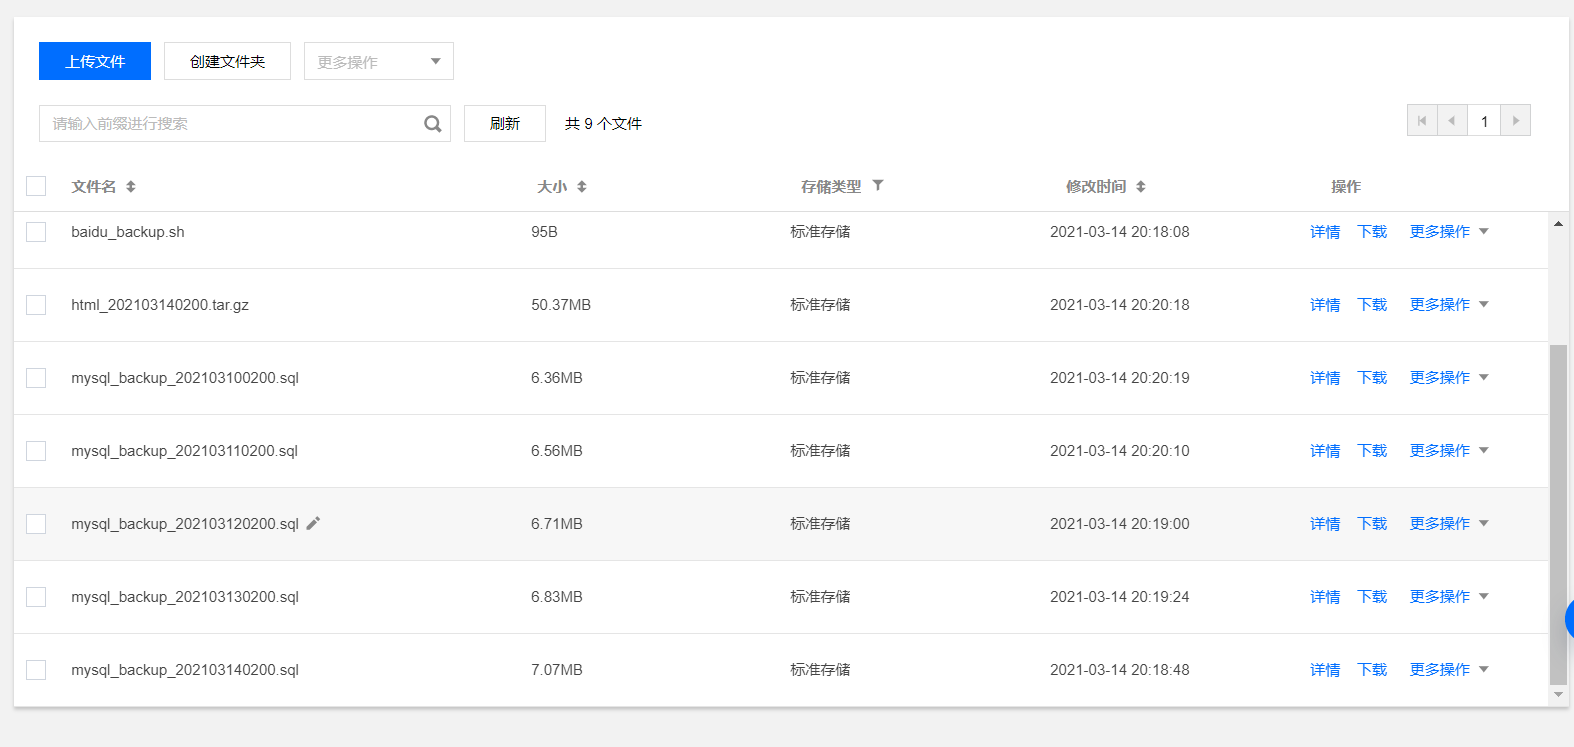 上传文件 创建文件夹 更多操作
请输入前缀进行搜索 刷新 共 9 个文件 1
文件名 大小 存储类型 修改时间 操作
baidu_backup.sh 95B 标准存储 2021-03-14 20:18:08 详情 下载 更多操作
html_202103140200.tar.gz 50.37MB 标准存储 2021-03-14 20:20:18 详情 下载 更多操作
mysql_backup_202103100200.sql 6.36MB 标准存储 2021-03-14 20:20:19 详情 下载 更多操作
mysql_backup_202103110200.sql 6.56MB 标准存储 2021-03-14 20:20:10 详情 下载 更多操作
mysql_backup_202103120200.sql 6.71MB 标准存储 2021-03-14 20:19:00 详情 下载 更多操作
mysql_backup_202103130200.sql 6.83MB 标准存储 2021-03-14 20:19:24 详情 下载 更多操作
mysql_backup_202103140200.sql 7.07MB 标准存储 2021-03-14 20:18:48 详情 下载 更多操作